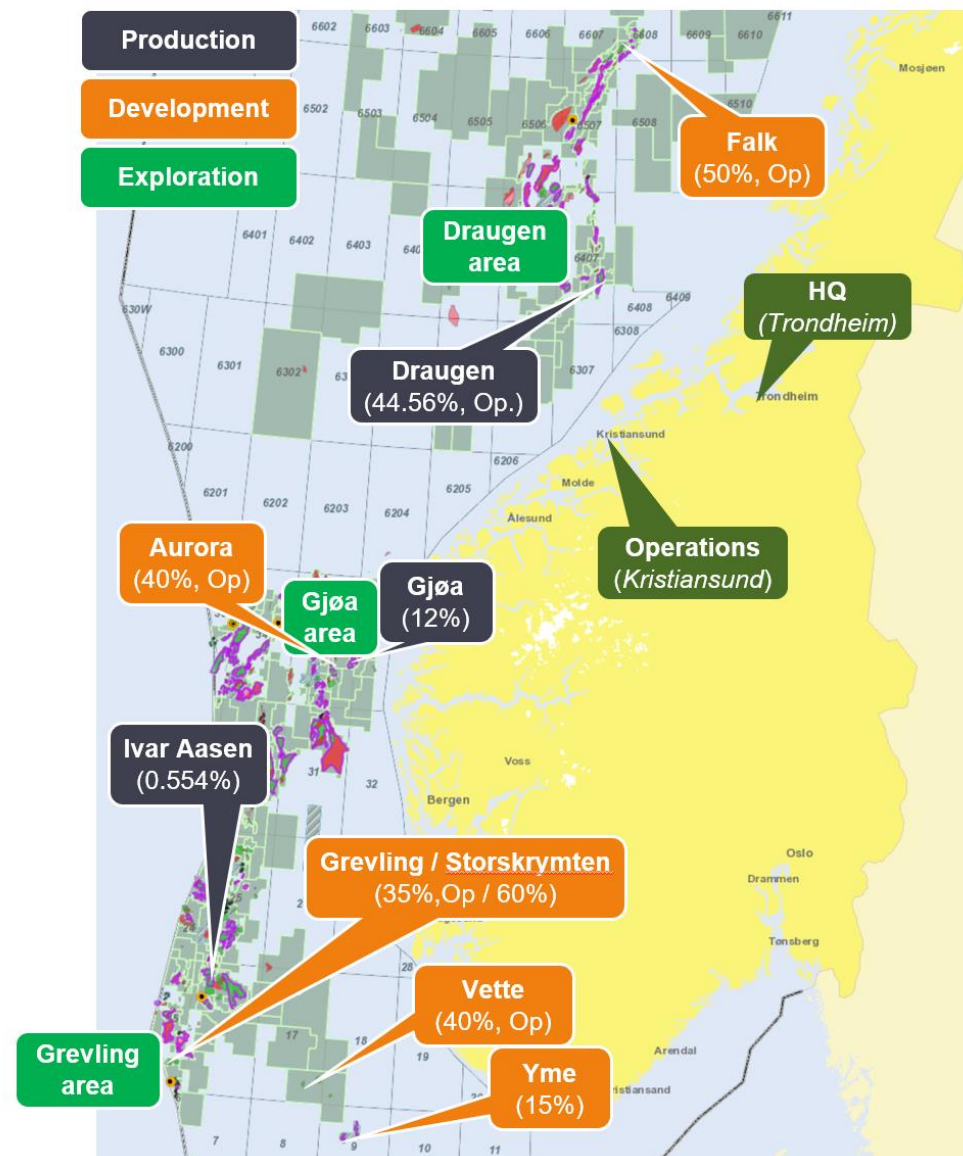 Production
Development
Exploration
6602
6603
6604
6605
6606
6607
6608
6609
6610
6611
Mosjøen
6502
6503
6504
6505
6506
6507
6508
6510
Falk
(50%, Op)
Draugen
area
6401
6402
6403
6407
6408
6409
HQ
(Trondheim)
630W
6300
6301
6302
6307
6308
Draugen
(44.56%, Op.)
Trondheim
Kristiansund
6200
6201
6202
6203
6204
6205
6206
Molde
Ålesund
Operations
(Kristiansund)
Aurora
(40%, Op)
Gjøa
area
Gjøa
(12%)
Ivar Aasen
(0.554%)
31
32
Voss
Bergen
Grevling / Storskrymten
(35%,Op / 60%)
Oslo
Drammen
Tønsberg
28
Vette
(40%, Op)
17
18
19
Grevling
area
Yme
(15%)
Arendal
ristiansand
7
8
9
10
11